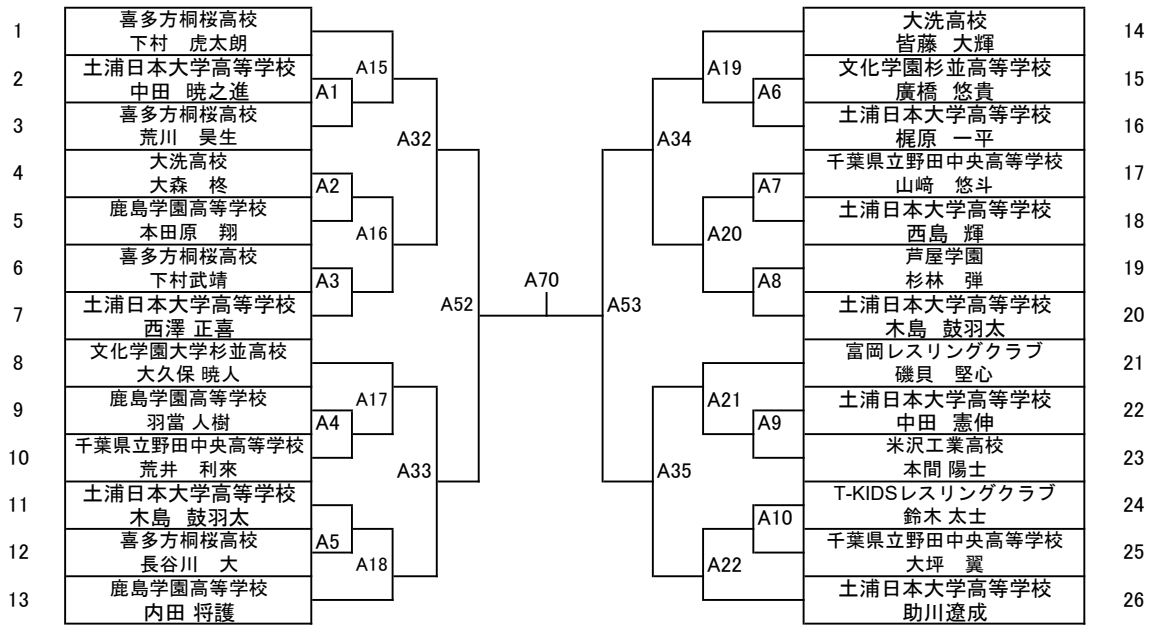 1
喜多方桐桜高校
下村　虎太朗
2
土浦日本大学高等学校
中田 暁之進
3
喜多方桐桜高校
荒川　昊生
4
大洗高校
大森　柊
5
鹿島学園高等学校
本田原　翔
6
喜多方桐桜高校
下村武靖
7
土浦日本大学高等学校
西澤 正喜
8
文化学園大学杉並高校
大久保 暁人
9
鹿島学園高等学校
羽當 人樹
10
千葉県立野田中央高等学校
荒井　利來
11
土浦日本大学高等学校
木島　鼓羽太
12
喜多方桐桜高校
長谷川　大
13
鹿島学園高等学校
内田 将護
A1
A2
A3
A4
A5
A15
A16
A17
A18
A32
A33
A52
A70
A53
A34
A35
A19
A20
A21
A22
A6
A7
A8
A9
A10
大洗高校
皆藤 大輝
14
文化学園杉並高校
廣橋 悠貴
15
土浦日本大学高等学校
梶原 一平
16
千葉県立野田中央高等学校
山﨑　悠斗
17
土浦日本大学高等学校
西島 輝
18
芦屋学園
杉林　弾
19
土浦日本大学高等学校
木島 鼓羽太
20
富岡レスリングクラブ
磯貝　堅心
21
土浦日本大学高等学校
中田 憲伸
22
米沢工業高校
本間 陽士
23
T-KIDSレスリングクラブ
鈴木 太士
24
千葉県立野田中央高等学校
大坪　翼
25
土浦日本大学高等学校
助川遼成
26